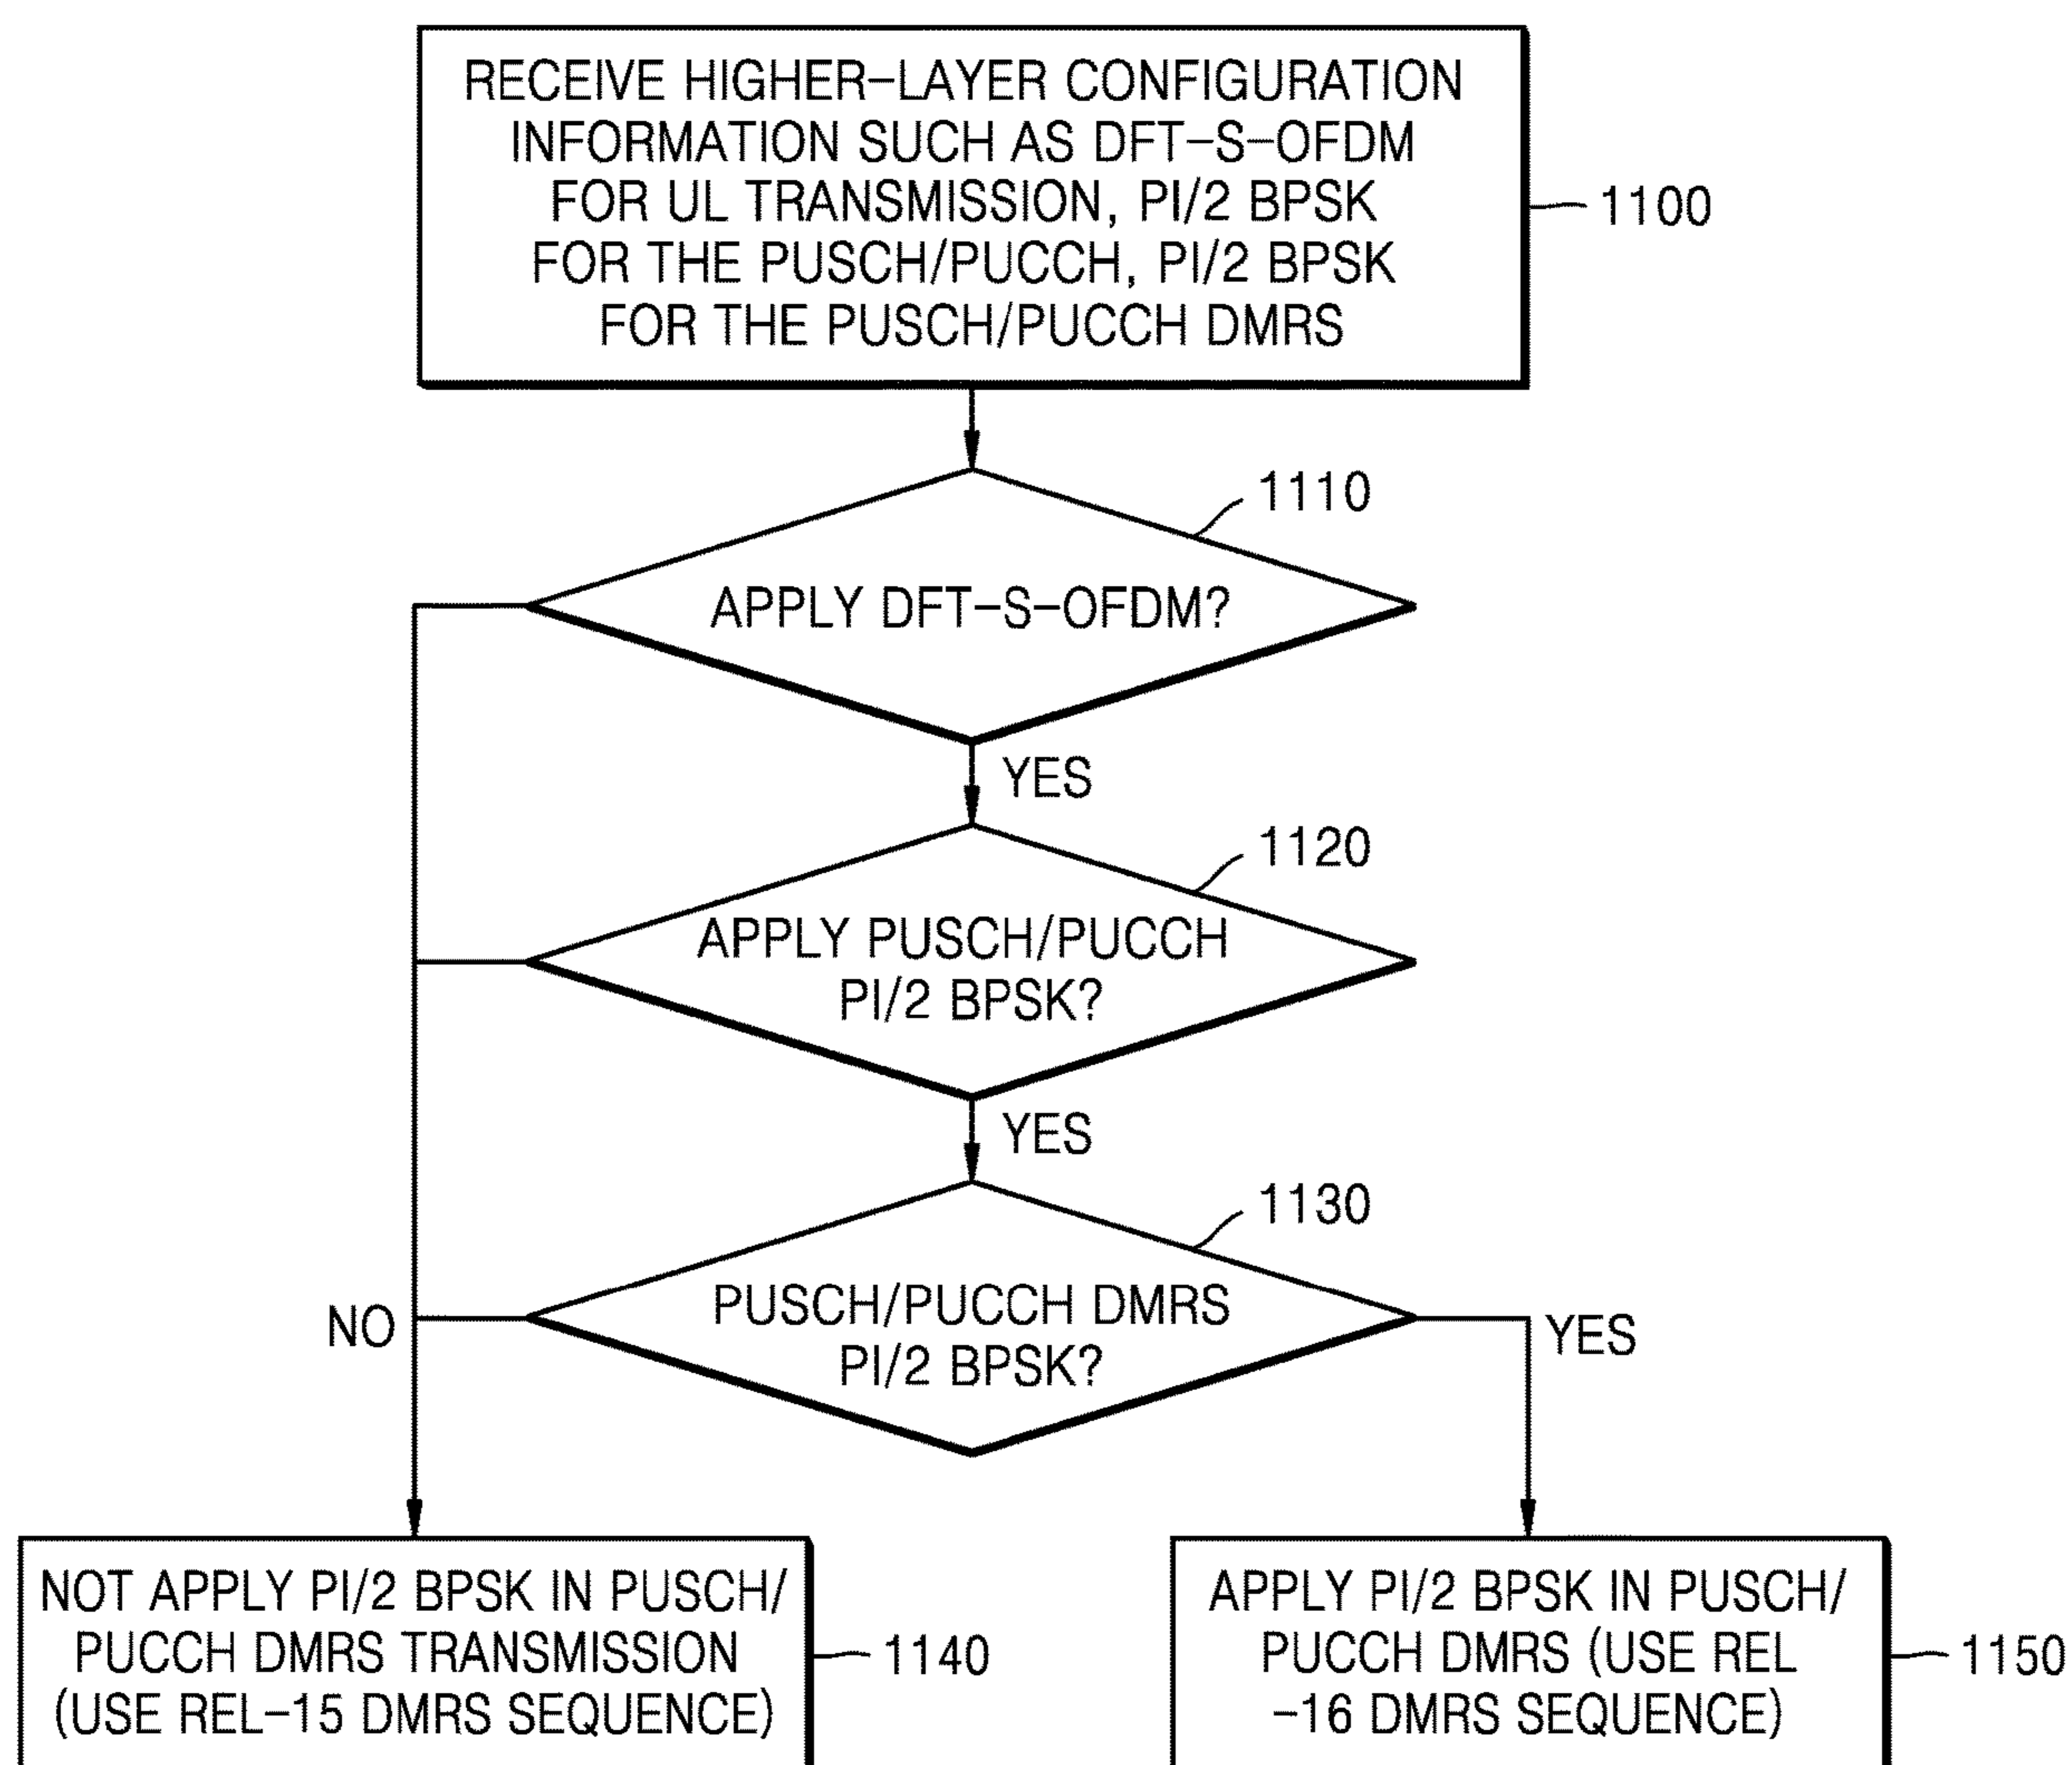 RECEIVE HIGHER-LAYER CONFIGURATION
INFORMATION SUCH AS DFT-S-OFDM
FOR UL TRANSMISSION, PI/2 BPSK
FOR THE PUSCH/PUCCH, PI/2 BPSK
FOR THE PUSCH/PUCCH DMRS
1100
1110
APPLY DFT-S-OFDM?
YES
1120
APPLY PUSCH/PUCCH
PI/2 BPSK?
YES
1130
PUSCH/PUCCH DMRS
PI/2 BPSK?
NO
YES
NOT APPLY PI/2 BPSK IN PUSCH/
PUCCH DMRS TRANSMISSION
(USE REL-15 DMRS SEQUENCE)
1140
APPLY PI/2 BPSK IN PUSCH/
PUCCH DMRS (USE REL
-16 DMRS SEQUENCE)
1150